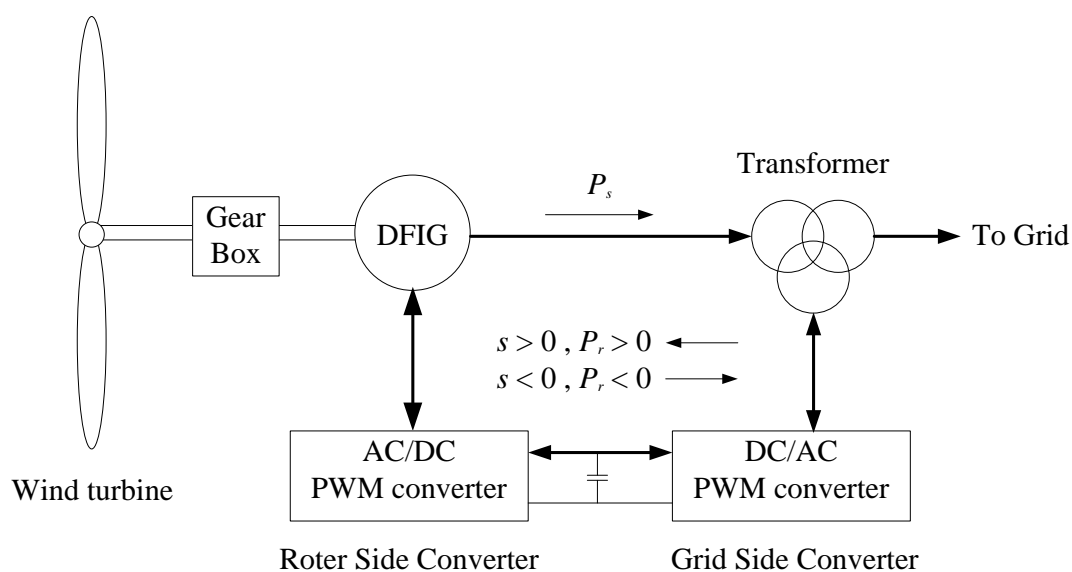 Transformer
P_s
Gear
Box
DFIG
To Grid
s > 0 , P_r > 0
s < 0 , P_r < 0
AC/DC
PWM converter
DC/AC
PWM converter
Wind turbine
Roter Side Converter
Grid Side Converter